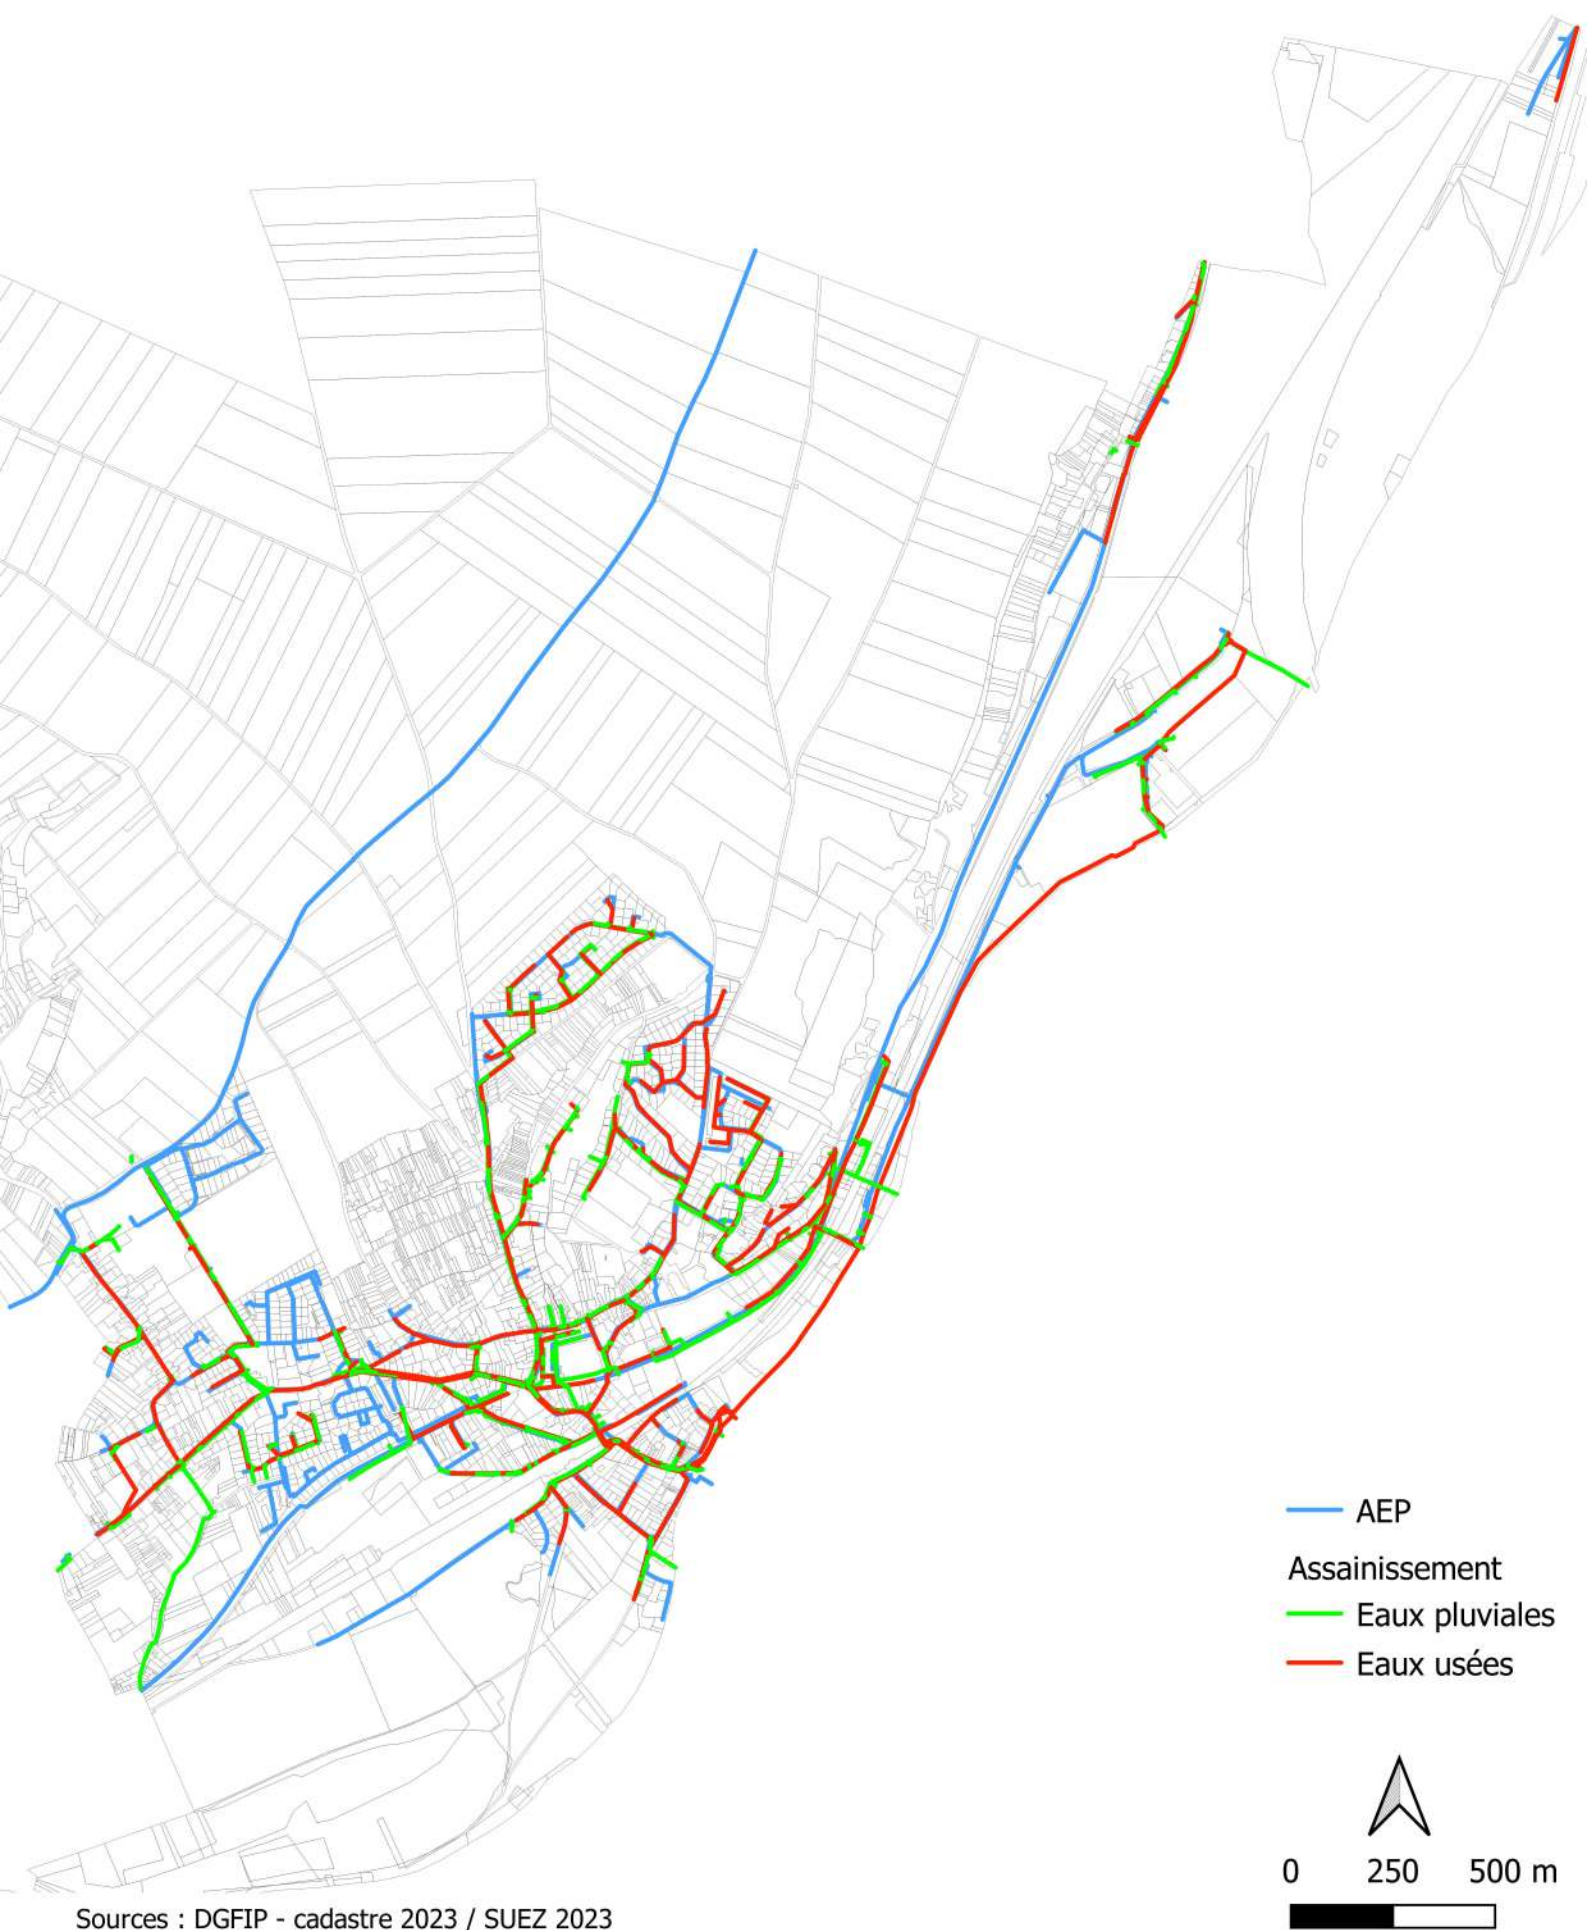 AEP
Assainissement
Eaux pluviales
Eaux usées
0 250 500 m
Sources : DGFIP - cadastre 2023 / SUEZ 2023